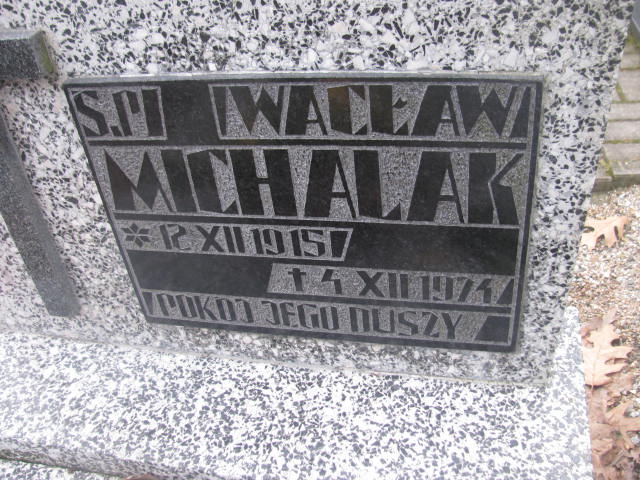 S.P. WACŁAW
MICHALAK
* 12 XII 1915
† 4 XII 1974
POKÓJ JEGO DUSZY